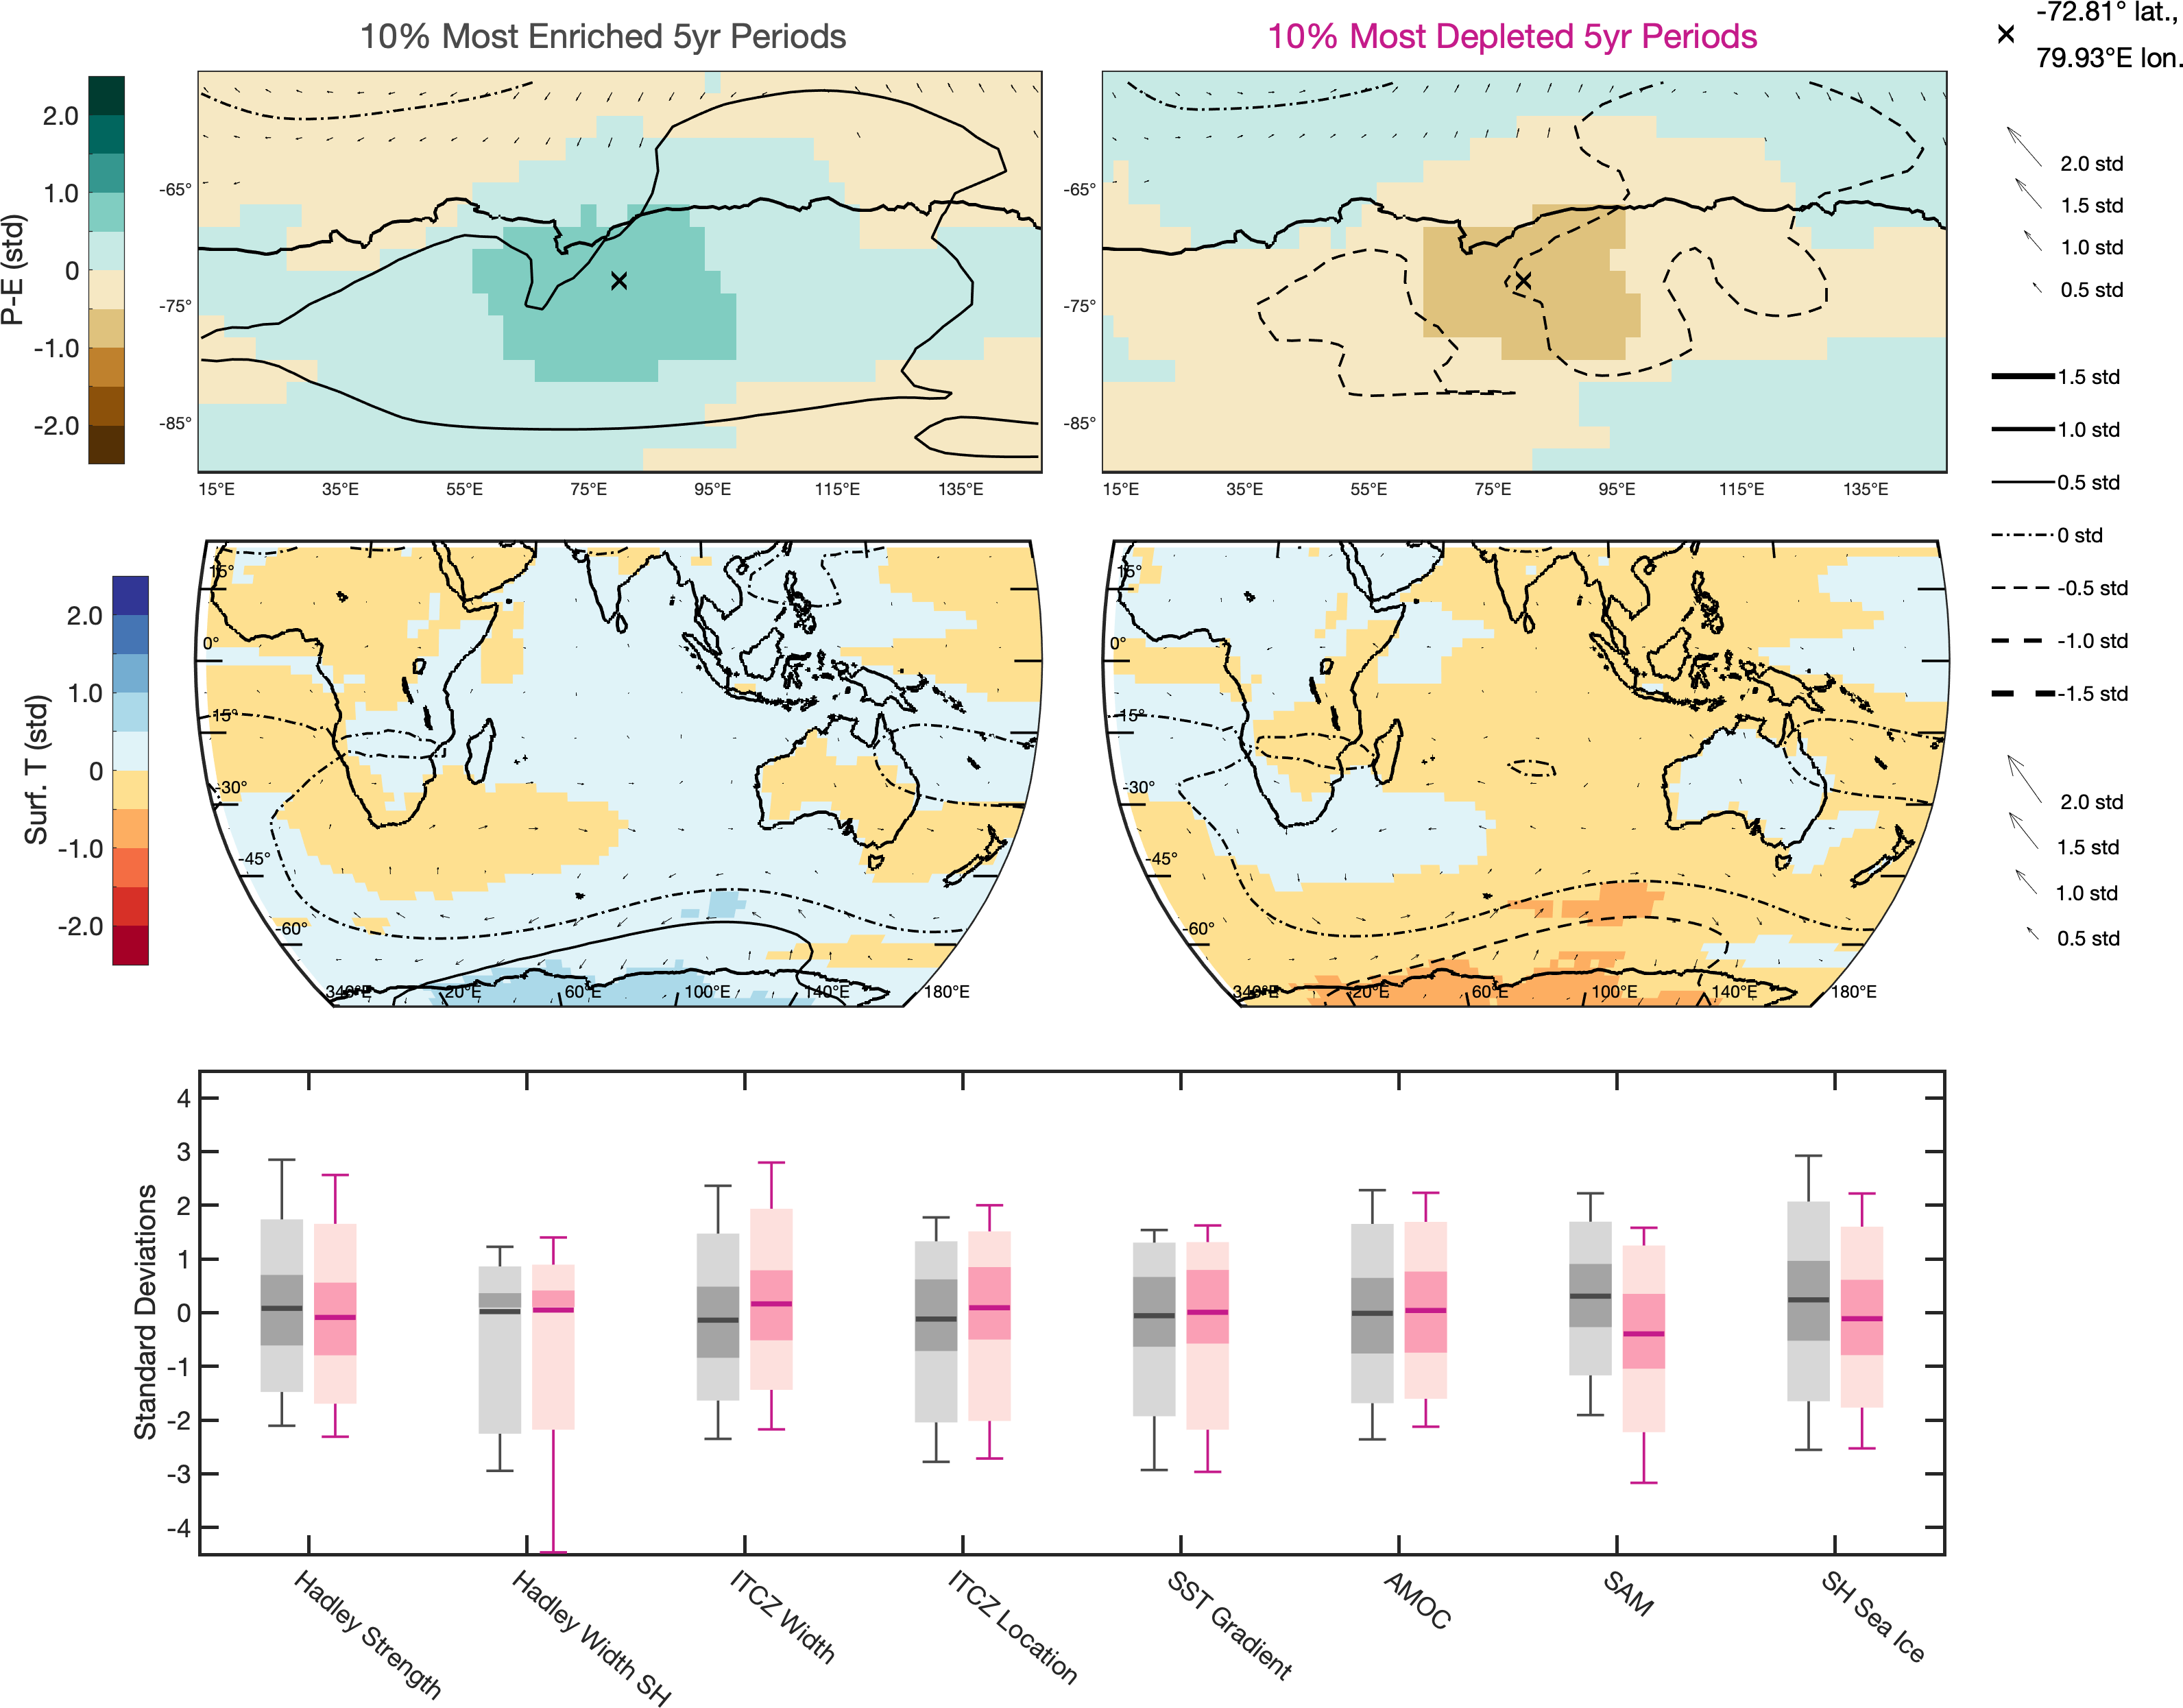 10% Most Enriched 5yr Periods
10% Most Depleted 5yr Periods
-72.81° lat.,
79.93°E lon.
P-E (std)
2.0
1.0
0
-1.0
-2.0
-65°
-75°
-85°
15°E 35°E 55°E 75°E 95°E 115°E 135°E
-65°
-75°
-85°
15°E 35°E 55°E 75°E 95°E 115°E 135°E
2.0 std
1.5 std
1.0 std
0.5 std
1.5 std
1.0 std
0.5 std
0 std
-0.5 std
-1.0 std
-1.5 std
Surf. T (std)
2.0
1.0
0
-1.0
-2.0
15°
0°
-15°
-30°
-45°
-60°
340°E 20°E 60°E 100°E 140°E 180°E
15°
0°
-15°
-30°
-45°
-60°
340°E 20°E 60°E 100°E 140°E 180°E
2.0 std
1.5 std
1.0 std
0.5 std
Standard Deviations
4
3
2
1
0
-1
-2
-3
-4
Hadley Strength
Hadley Width SH
ITCZ Width
ITCZ Location
SST Gradient
AMOC
SAM
SH Sea Ice